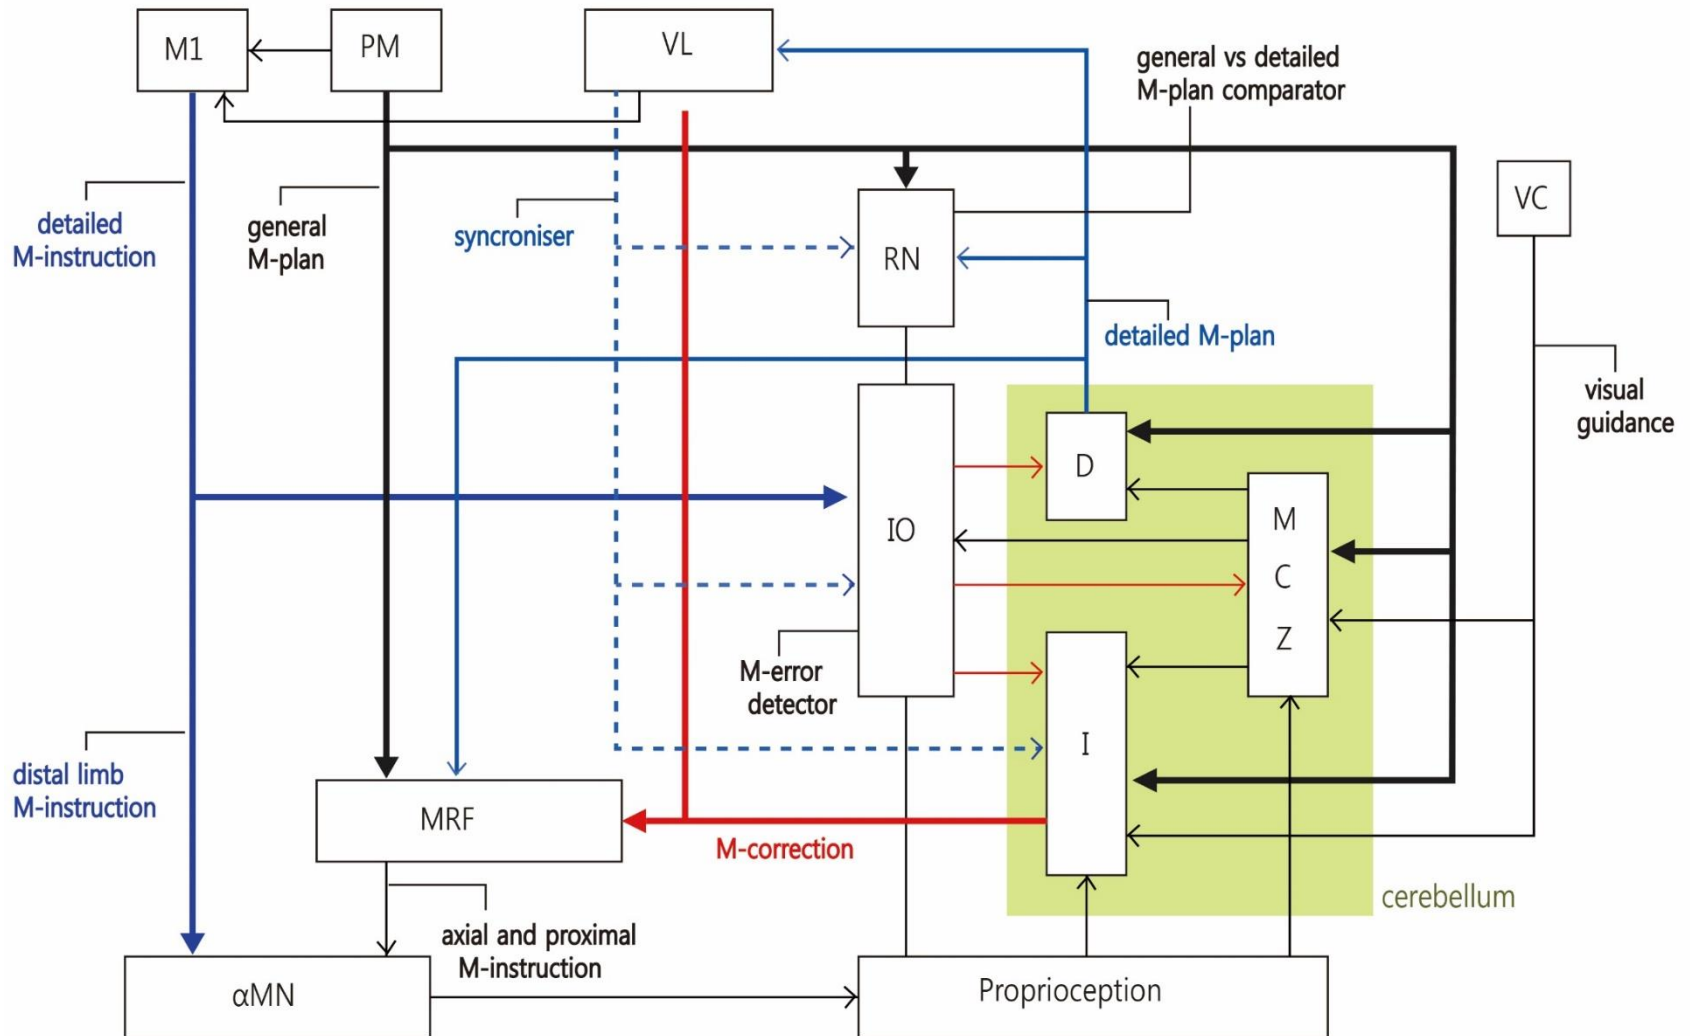 M1
PM
VL
general vs detailed
M-plan comparator
VC
detailed
M-instruction
general
M-plan
syncroniser
RN
detailed M-plan
visual
guidance
D
IO
M
C
Z
M-error
detector
I
distal limb
M-instruction
MRF
M-correction
cerebellum
axial and proximal
M-instruction
αMN
Proprioception